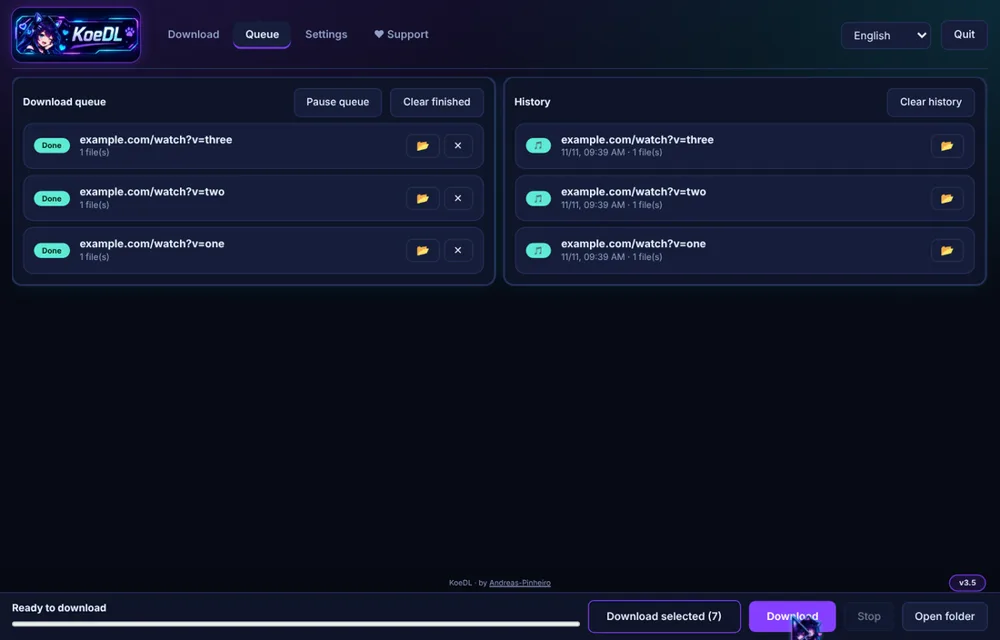 KoeDL
Download
Queue
Settings
♥ Support
English
Quit
Download queue
Pause queue
Clear finished
Done
example.com/watch?v=three
1 file(s)
Done
example.com/watch?v=two
1 file(s)
Done
example.com/watch?v=one
1 file(s)
History
Clear history
example.com/watch?v=three
11/11, 09:39 AM · 1 file(s)
example.com/watch?v=two
11/11, 09:39 AM · 1 file(s)
example.com/watch?v=one
11/11, 09:39 AM · 1 file(s)
KoeDL · by Andreas-Pinheiro
v3.5
Ready to download
Download selected (7)
Download
Stop
Open folder